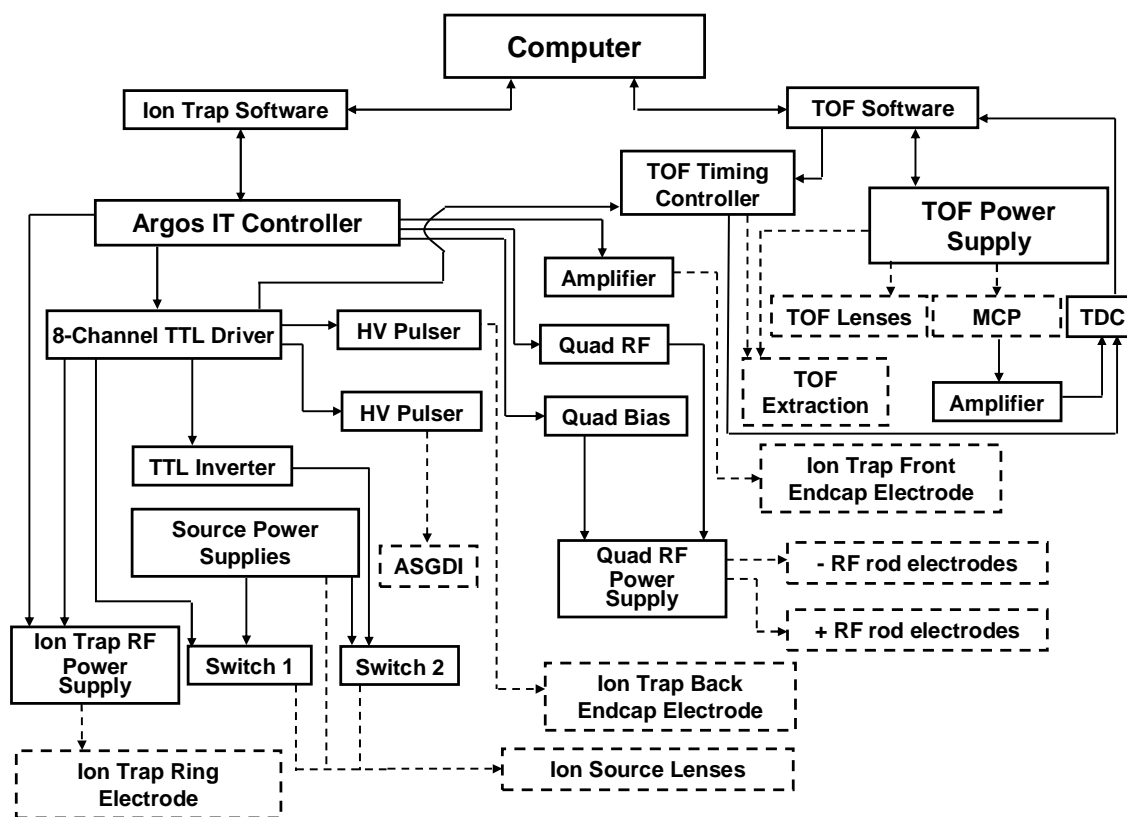 Computer
Ion Trap Software
TOF Software
TOF Timing
Controller
Argos IT Controller
TOF Power
Supply
Amplifier
8-Channel TTL Driver
HV Pulser
TOF Lenses
MCP
TDC
Quad RF
TOF
Extraction
Amplifier
HV Pulser
Quad Bias
TTL Inverter
Ion Trap Front
Endcap Electrode
Source Power
Supplies
ASGDI
Quad RF
Power
Supply
- RF rod electrodes
+ RF rod electrodes
Ion Trap RF
Power
Supply
Switch 1
Switch 2
Ion Trap Back
Endcap Electrode
Ion Trap Ring
Electrode
Ion Source Lenses